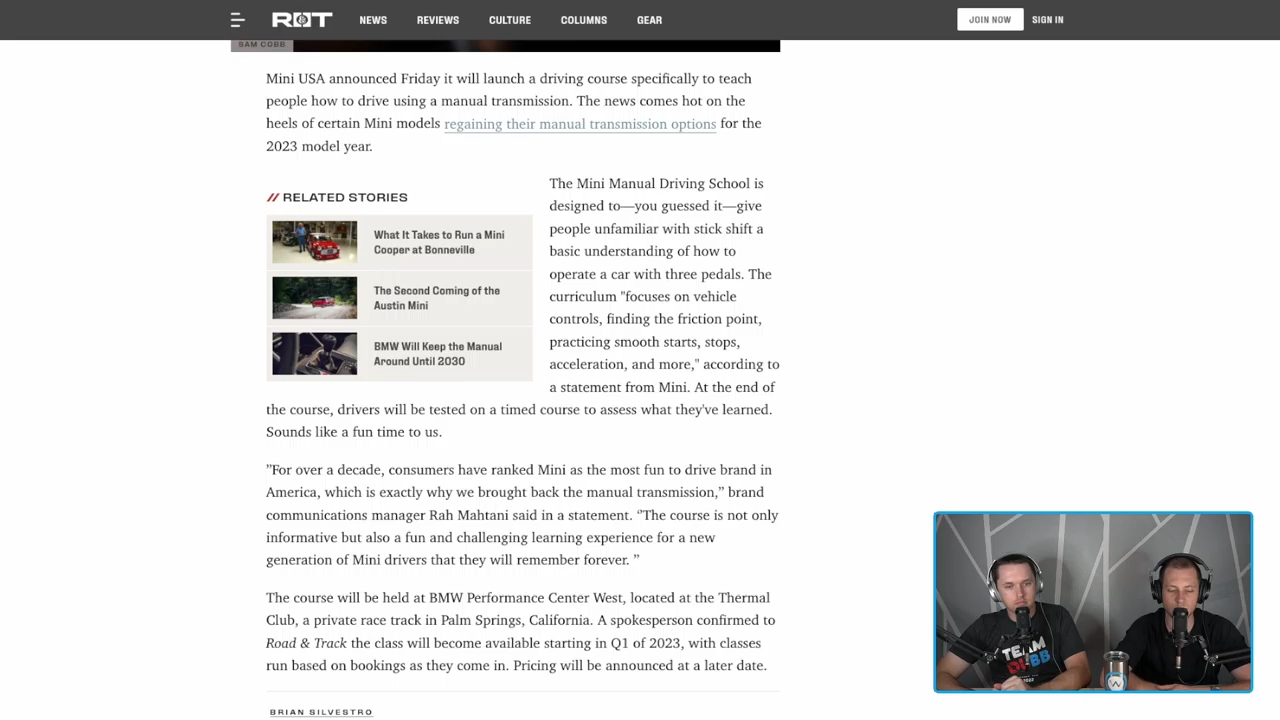 R&T
NEWS
REVIEWS
CULTURE
COLUMNS
GEAR
JOIN NOW
SIGN IN
SAM COBB
Mini USA announced Friday it will launch a driving course specifically to teach
people how to drive using a manual transmission. The news comes hot on the
heels of certain Mini models regaining their manual transmission options for the
2023 model year.
// RELATED STORIES
What It Takes to Run a Mini
Cooper at Bonneville
The Second Coming of the
Austin Mini
BMW Will Keep the Manual
Around Until 2030
The Mini Manual Driving School is
designed to—you guessed it—give
people unfamiliar with stick shift a
basic understanding of how to
operate a car with three pedals. The
curriculum "focuses on vehicle
controls, finding the friction point,
practicing smooth starts, stops,
acceleration, and more," according to
a statement from Mini. At the end of
the course, drivers will be tested on a timed course to assess what they've learned.
Sounds like a fun time to us.
”For over a decade, consumers have ranked Mini as the most fun to drive brand in
America, which is exactly why we brought back the manual transmission,” brand
communications manager Rah Mahtani said in a statement. “The course is not only
informative but also a fun and challenging learning experience for a new
generation of Mini drivers that they will remember forever. ”
The course will be held at BMW Performance Center West, located at the Thermal
Club, a private race track in Palm Springs, California. A spokesperson confirmed to
Road & Track the class will become available starting in Q1 of 2023, with classes
run based on bookings as they come in. Pricing will be announced at a later date.
BRIAN SILVESTRO
TEAM